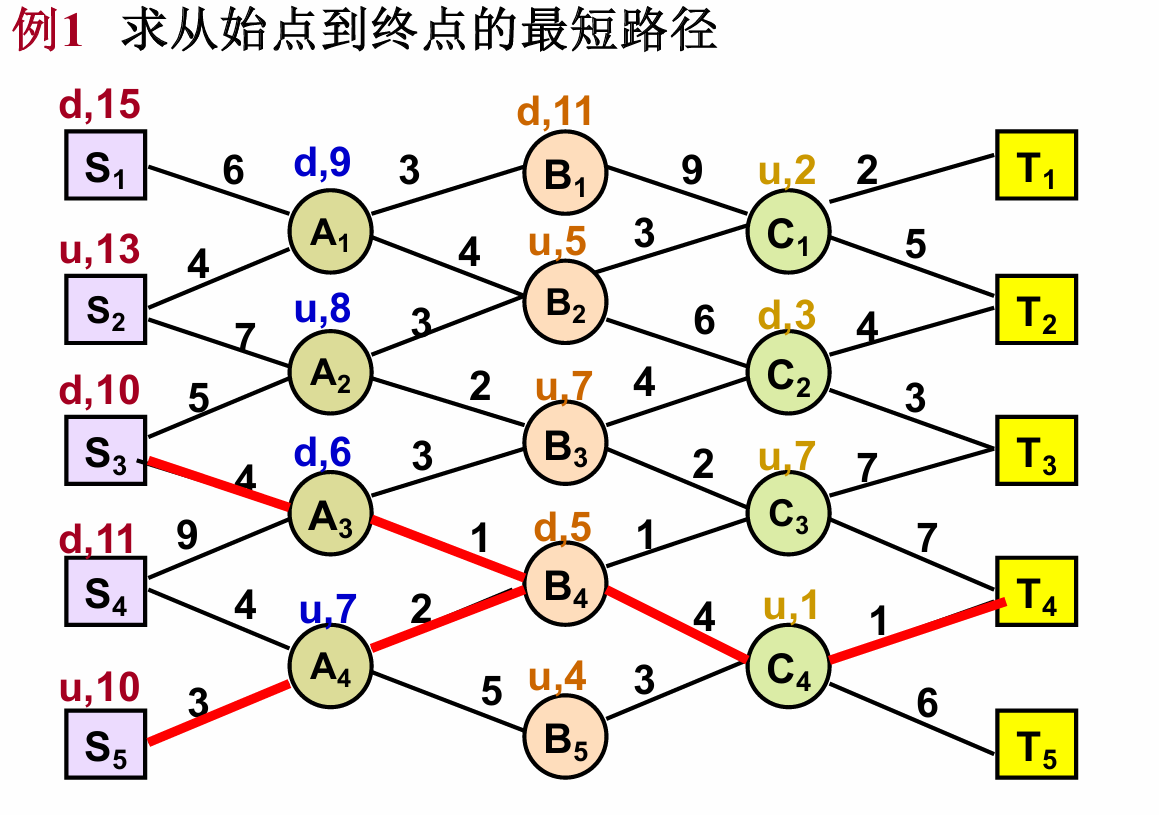 例1 求从始点到终点的最短路径
d,15
d,11
S₁
6
d,9
3
B₁
9
u,2
2
T₁
A₁
C₁
u,13
4
4
u,5
3
5
S₂
B₂
T₂
7
u,8
3
6
d,3
4
A₂
C₂
d,10
5
2
u,7
4
3
S₃
B₃
T₃
4
d,6
3
2
u,7
7
A₃
C₃
d,11
9
1
d,5
1
7
S₄
B₄
T₄
4
u,7
2
4
u,1
1
A₄
C₄
u,10
3
5
u,4
3
6
S₅
B₅
T₅